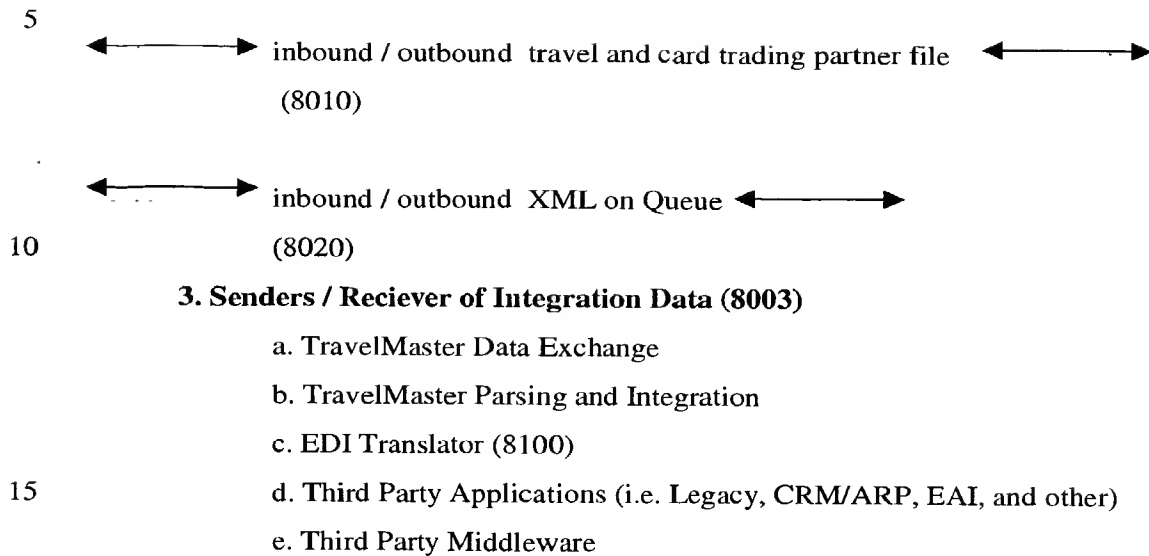 5
inbound / outbound travel and card trading partner file
(8010)
inbound / outbound XML on Queue
10 (8020)
3. Senders / Reciever of Integration Data (8003)
a. TravelMaster Data Exchange
b. TravelMaster Parsing and Integration
c. EDI Translator (8100)
15 d. Third Party Applications (i.e. Legacy, CRM/ARP, EAI, and other)
e. Third Party Middleware